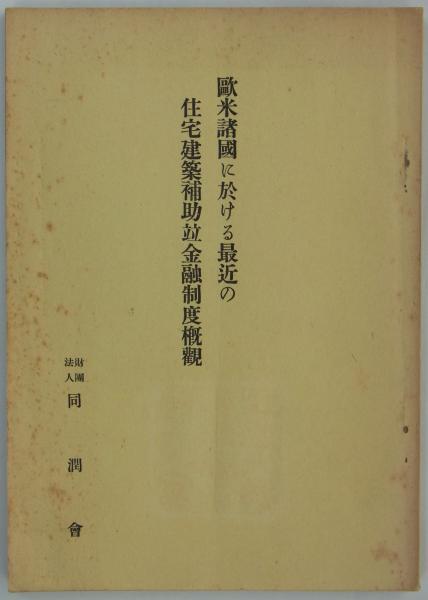 歐米諸國に於ける最近の
住宅建築補助竝金融制度概觀
財團法人 同潤會